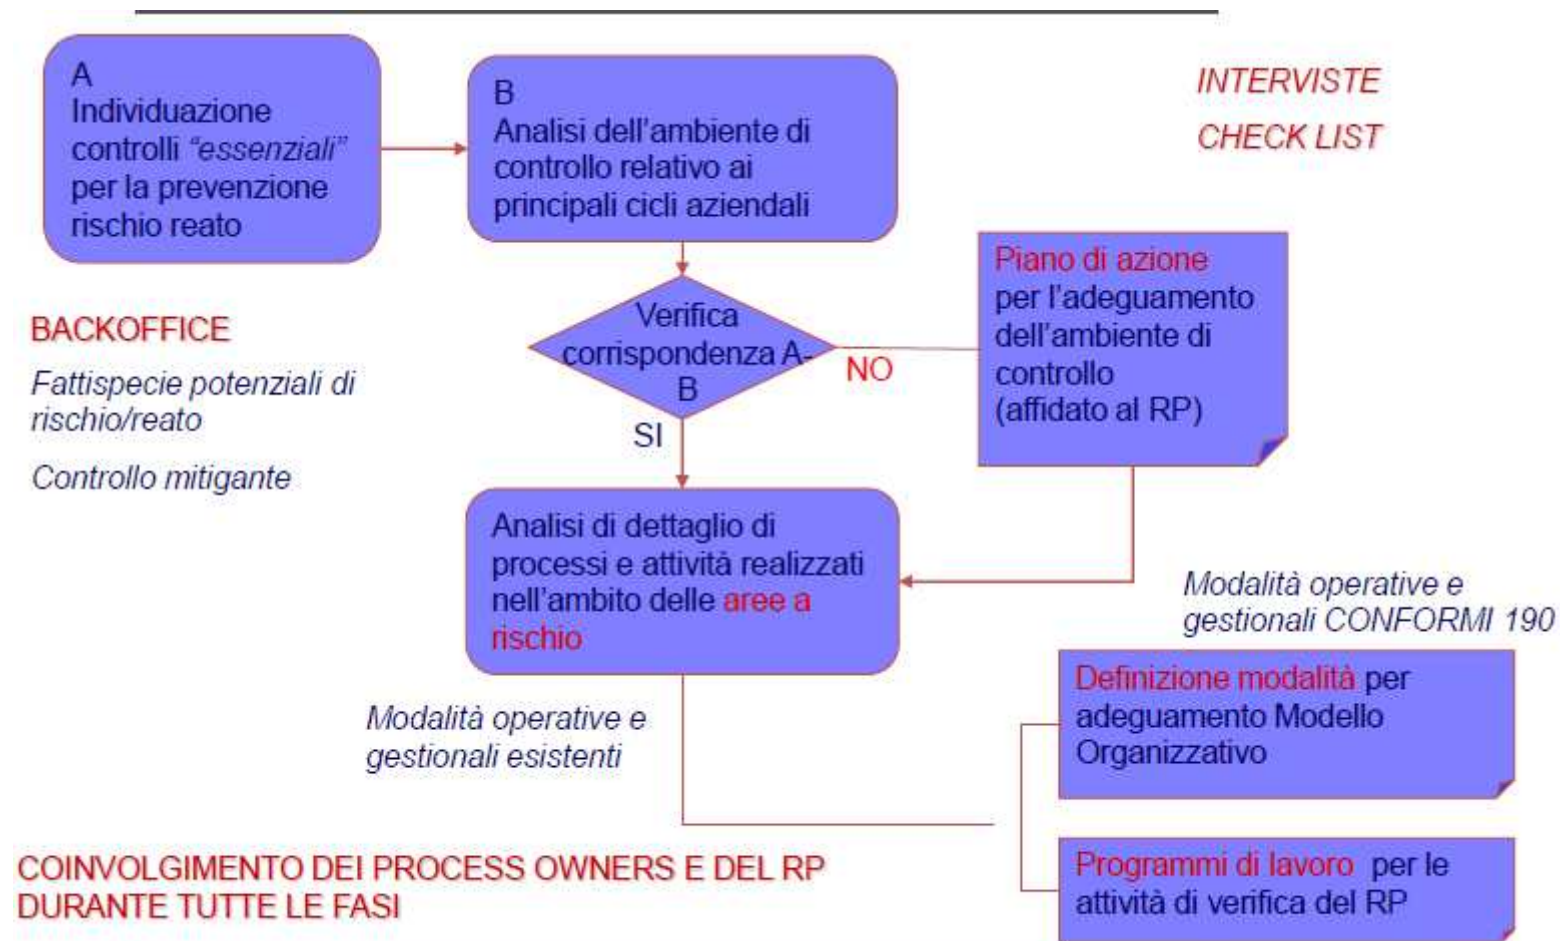 A
Individuazione
controlli “essenziali”
per la prevenzione
rischio reato
B
Analisi dell’ambiente di
controllo relativo ai
principali cicli aziendali
INTERVISTE
CHECK LIST
BACKOFFICE
Fattispecie potenziali di
rischio/reato
Controllo mitigante
Verifica
corrispondenza A-
B
NO
SI
Piano di azione
per l’adeguamento
dell’ambiente di
controllo
(affidato al RP)
Analisi di dettaglio di
processi e attività realizzati
nell’ambito delle aree a
rischio
Modalità operative e
gestionali CONFORMI 190
Modalità operative e
gestionali esistenti
Definizione modalità per
adeguamento Modello
Organizzativo
Programmi di lavoro per le
attività di verifica del RP
COINVOLGIMENTO DEI PROCESS OWNERS E DEL RP
DURANTE TUTTE LE FASI